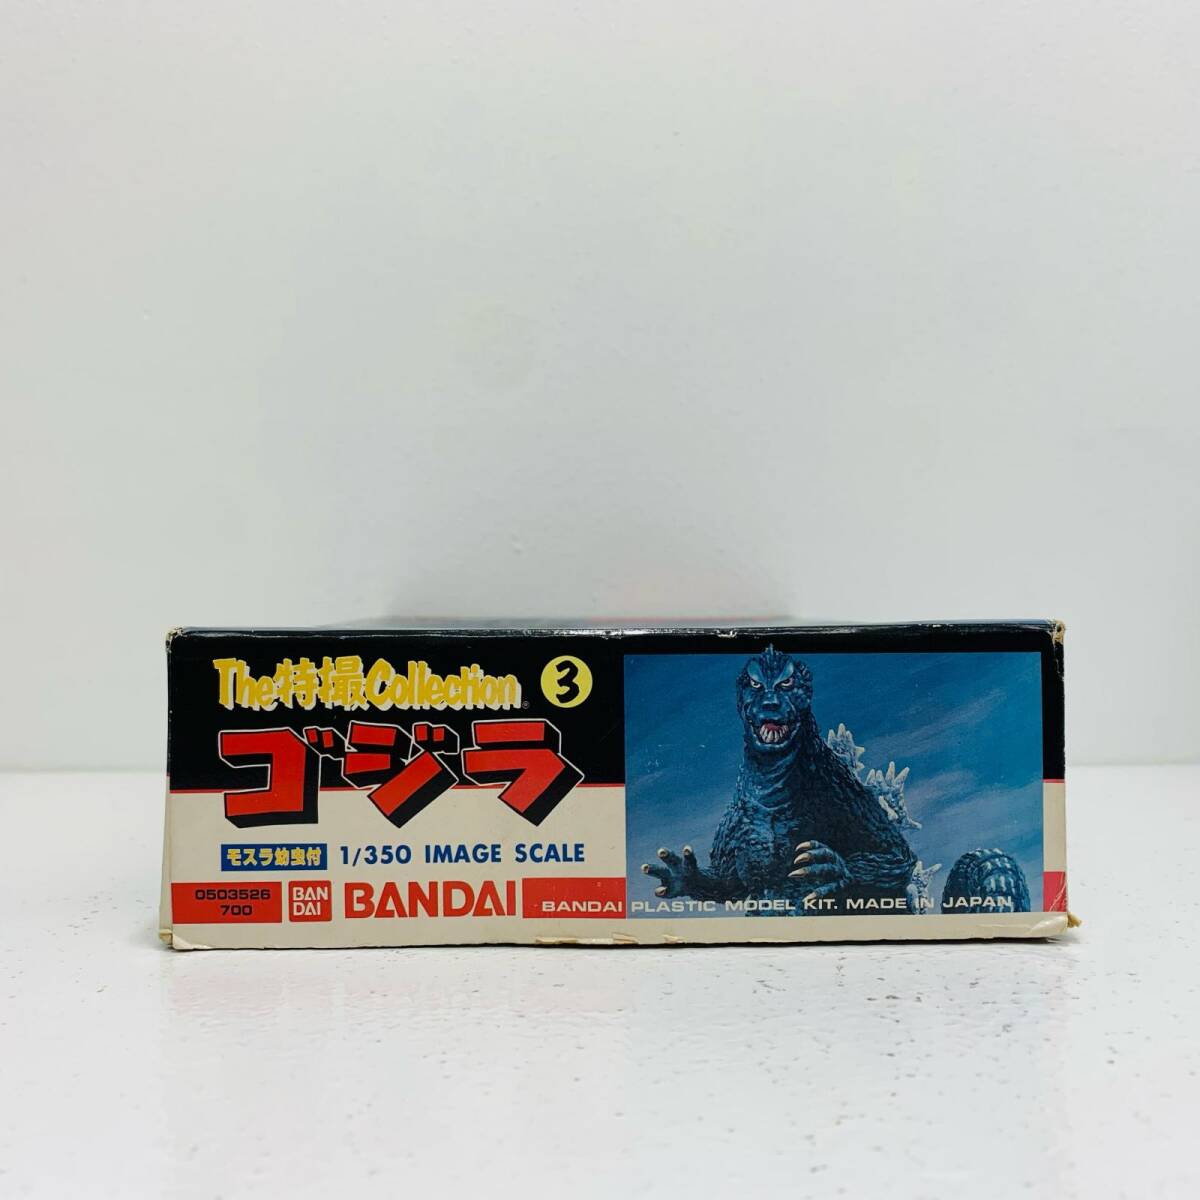 The特撮Collection® 3
ゴジラ
モスラ幼虫付 1/350 IMAGE SCALE
0503526
700
BAN
DAI
BANDAI
BANDAI PLASTIC MODEL KIT. MADE IN JAPAN